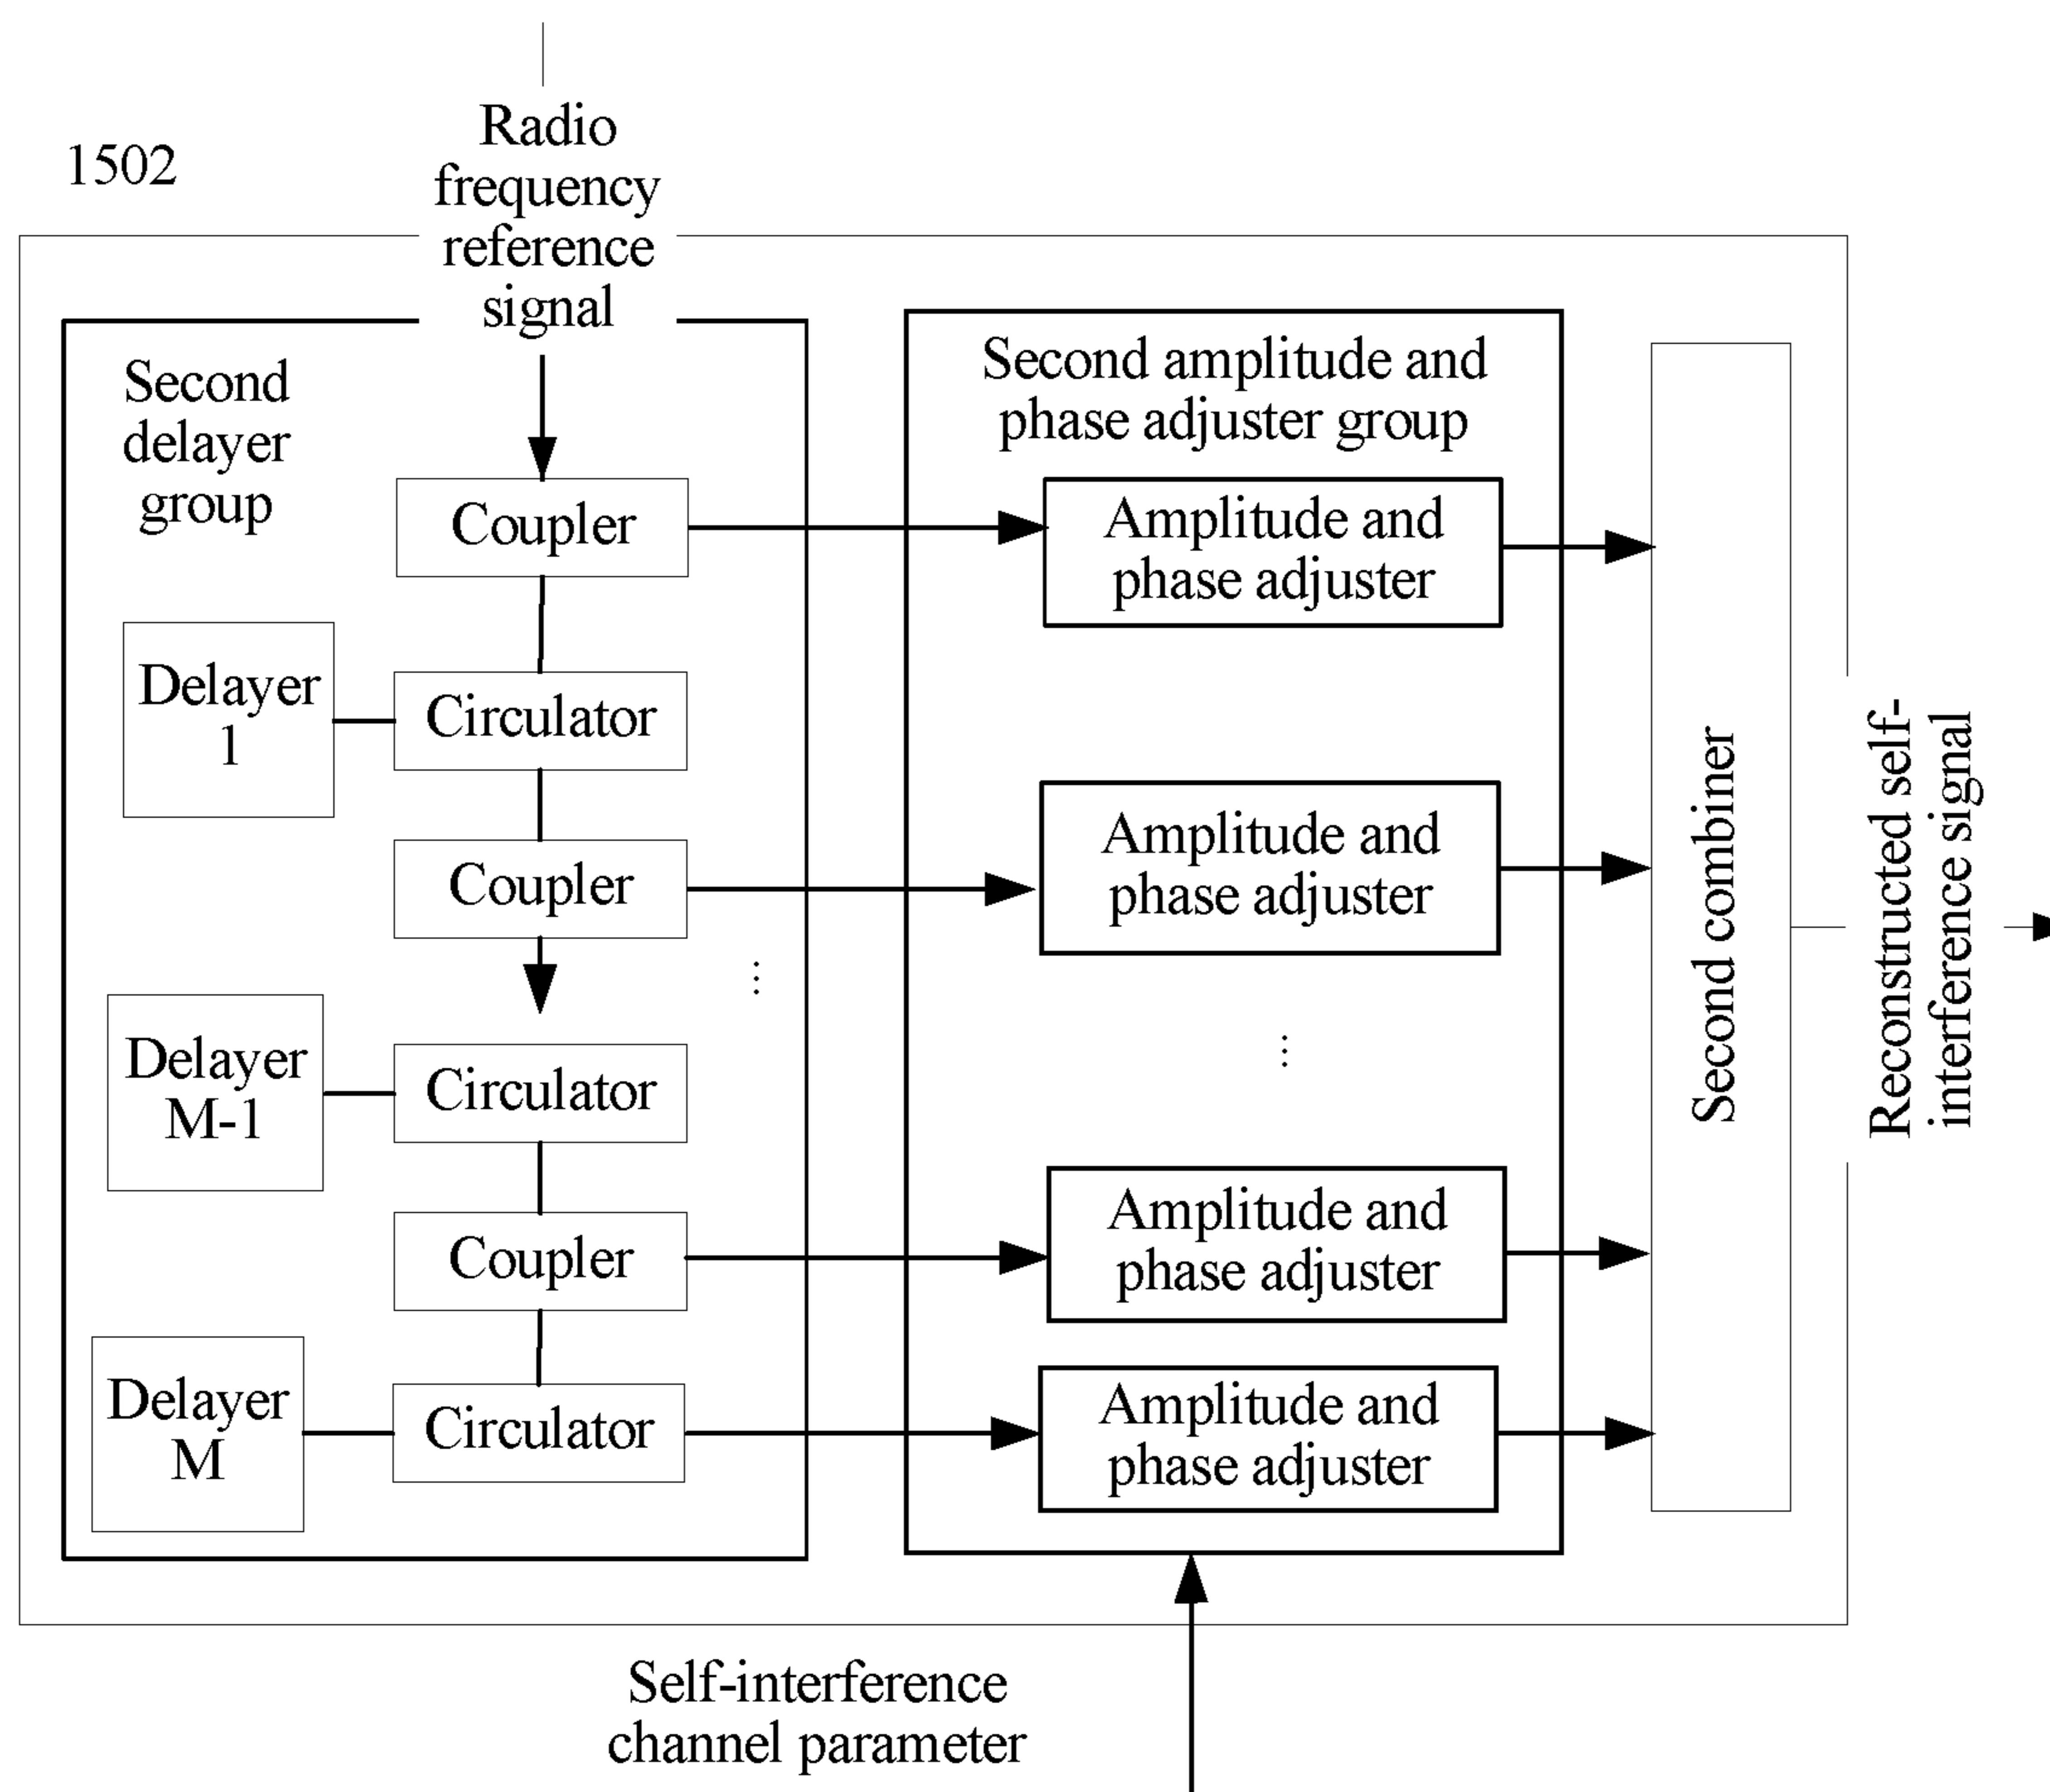 1502
Radio
frequency
reference
signal
Second
delayer
group
Second amplitude and
phase adjuster group
Coupler
Amplitude and
phase adjuster
Delayer
1
Circulator
Coupler
Amplitude and
phase adjuster
⋮
⋮
Delayer
M-1
Circulator
Coupler
Amplitude and
phase adjuster
Delayer
M
Circulator
Amplitude and
phase adjuster
Second combiner
Reconstructed self-
interference signal
Self-interference
channel parameter